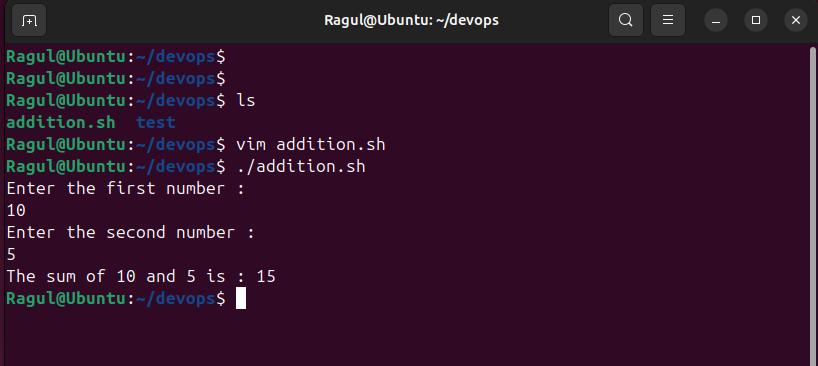 Ragul@Ubuntu: ~/devops
Ragul@Ubuntu:~/devops$
Ragul@Ubuntu:~/devops$
Ragul@Ubuntu:~/devops$ ls
addition.sh  test
Ragul@Ubuntu:~/devops$ vim addition.sh
Ragul@Ubuntu:~/devops$ ./addition.sh
Enter the first number :
10
Enter the second number :
5
The sum of 10 and 5 is : 15
Ragul@Ubuntu:~/devops$